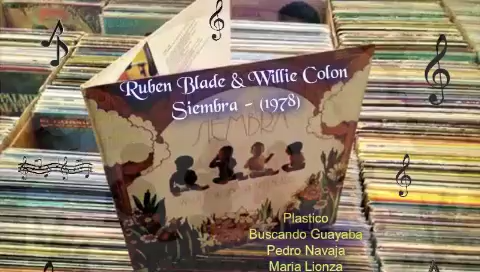 Ruben Blade & Willie Colon
Siembra - (1978)
SIEMBRA
Plastico
Buscando Guayaba
Pedro Navaja
Maria Lionza